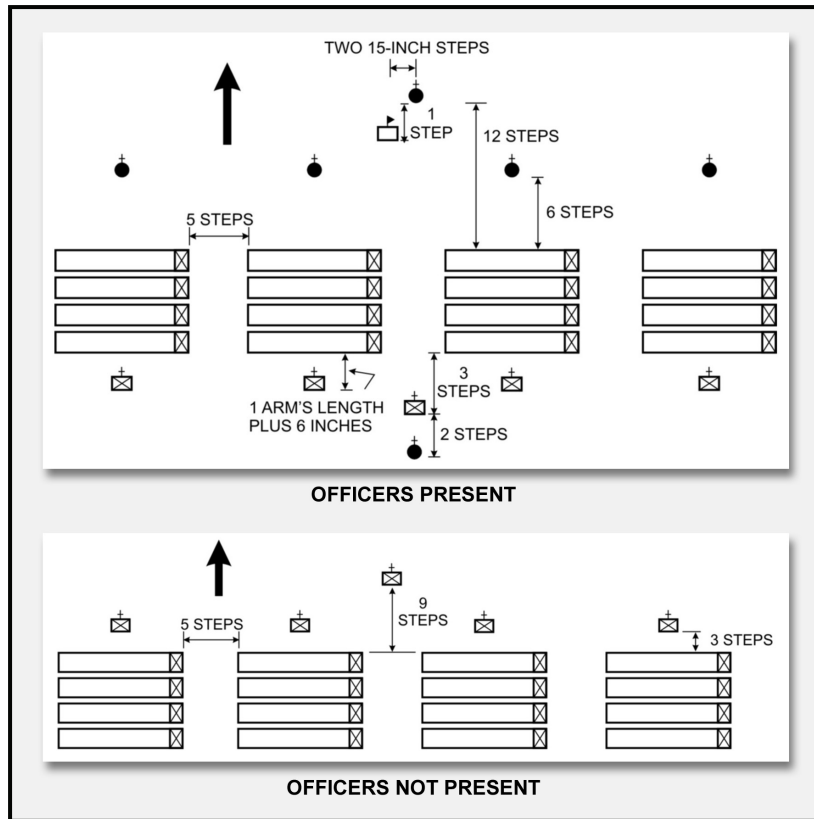 TWO 15-INCH STEPS
1
STEP
12 STEPS
6 STEPS
5 STEPS
3
STEPS
1 ARM'S LENGTH
PLUS 6 INCHES
2 STEPS
OFFICERS PRESENT
9
STEPS
5 STEPS
3 STEPS
OFFICERS NOT PRESENT